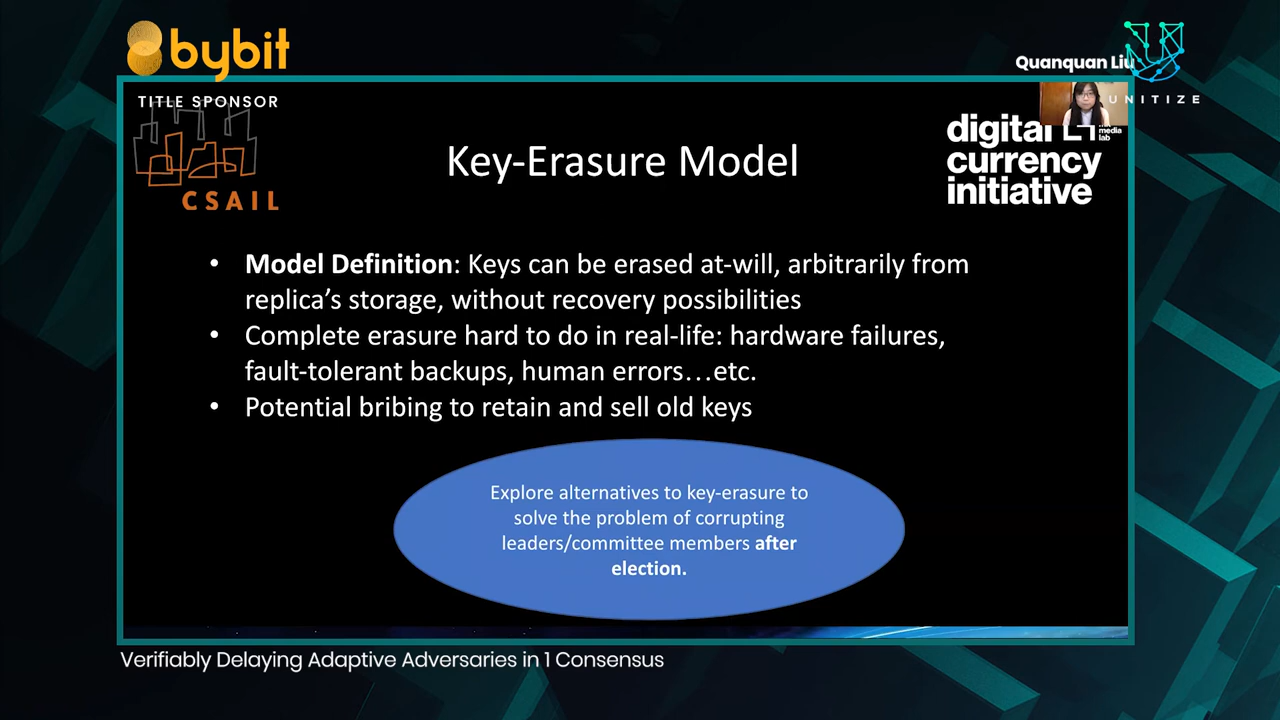 bybit
TITLE SPONSOR
Quanquan Liu
UNITIZE
CSAIL
digital
currency
initiative
media
lab
Key-Erasure Model
• Model Definition: Keys can be erased at-will, arbitrarily from
replica's storage, without recovery possibilities
• Complete erasure hard to do in real-life: hardware failures,
fault-tolerant backups, human errors…etc.
• Potential bribing to retain and sell old keys
Explore alternatives to key-erasure to
solve the problem of corrupting
leaders/committee members after
election.
Verifiably Delaying Adaptive Adversaries in 1 Consensus